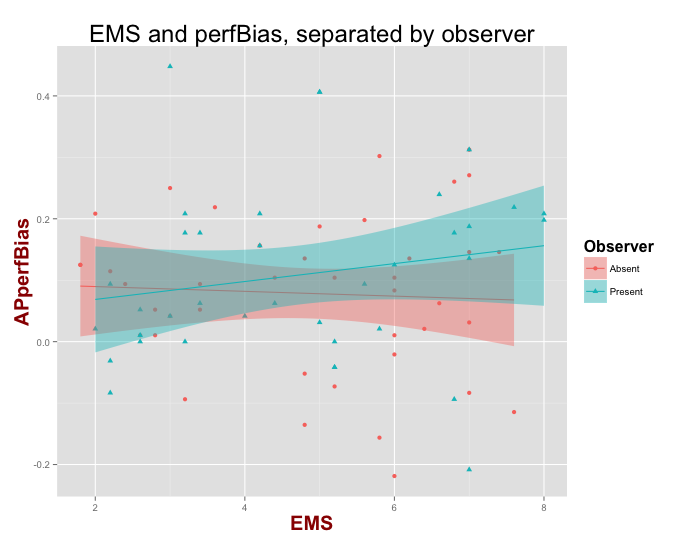 EMS and perfBias, separated by observer
0.4
0.2
0.0
-0.2
APperfBias
2 4 6 8
EMS
Observer
Absent
Present